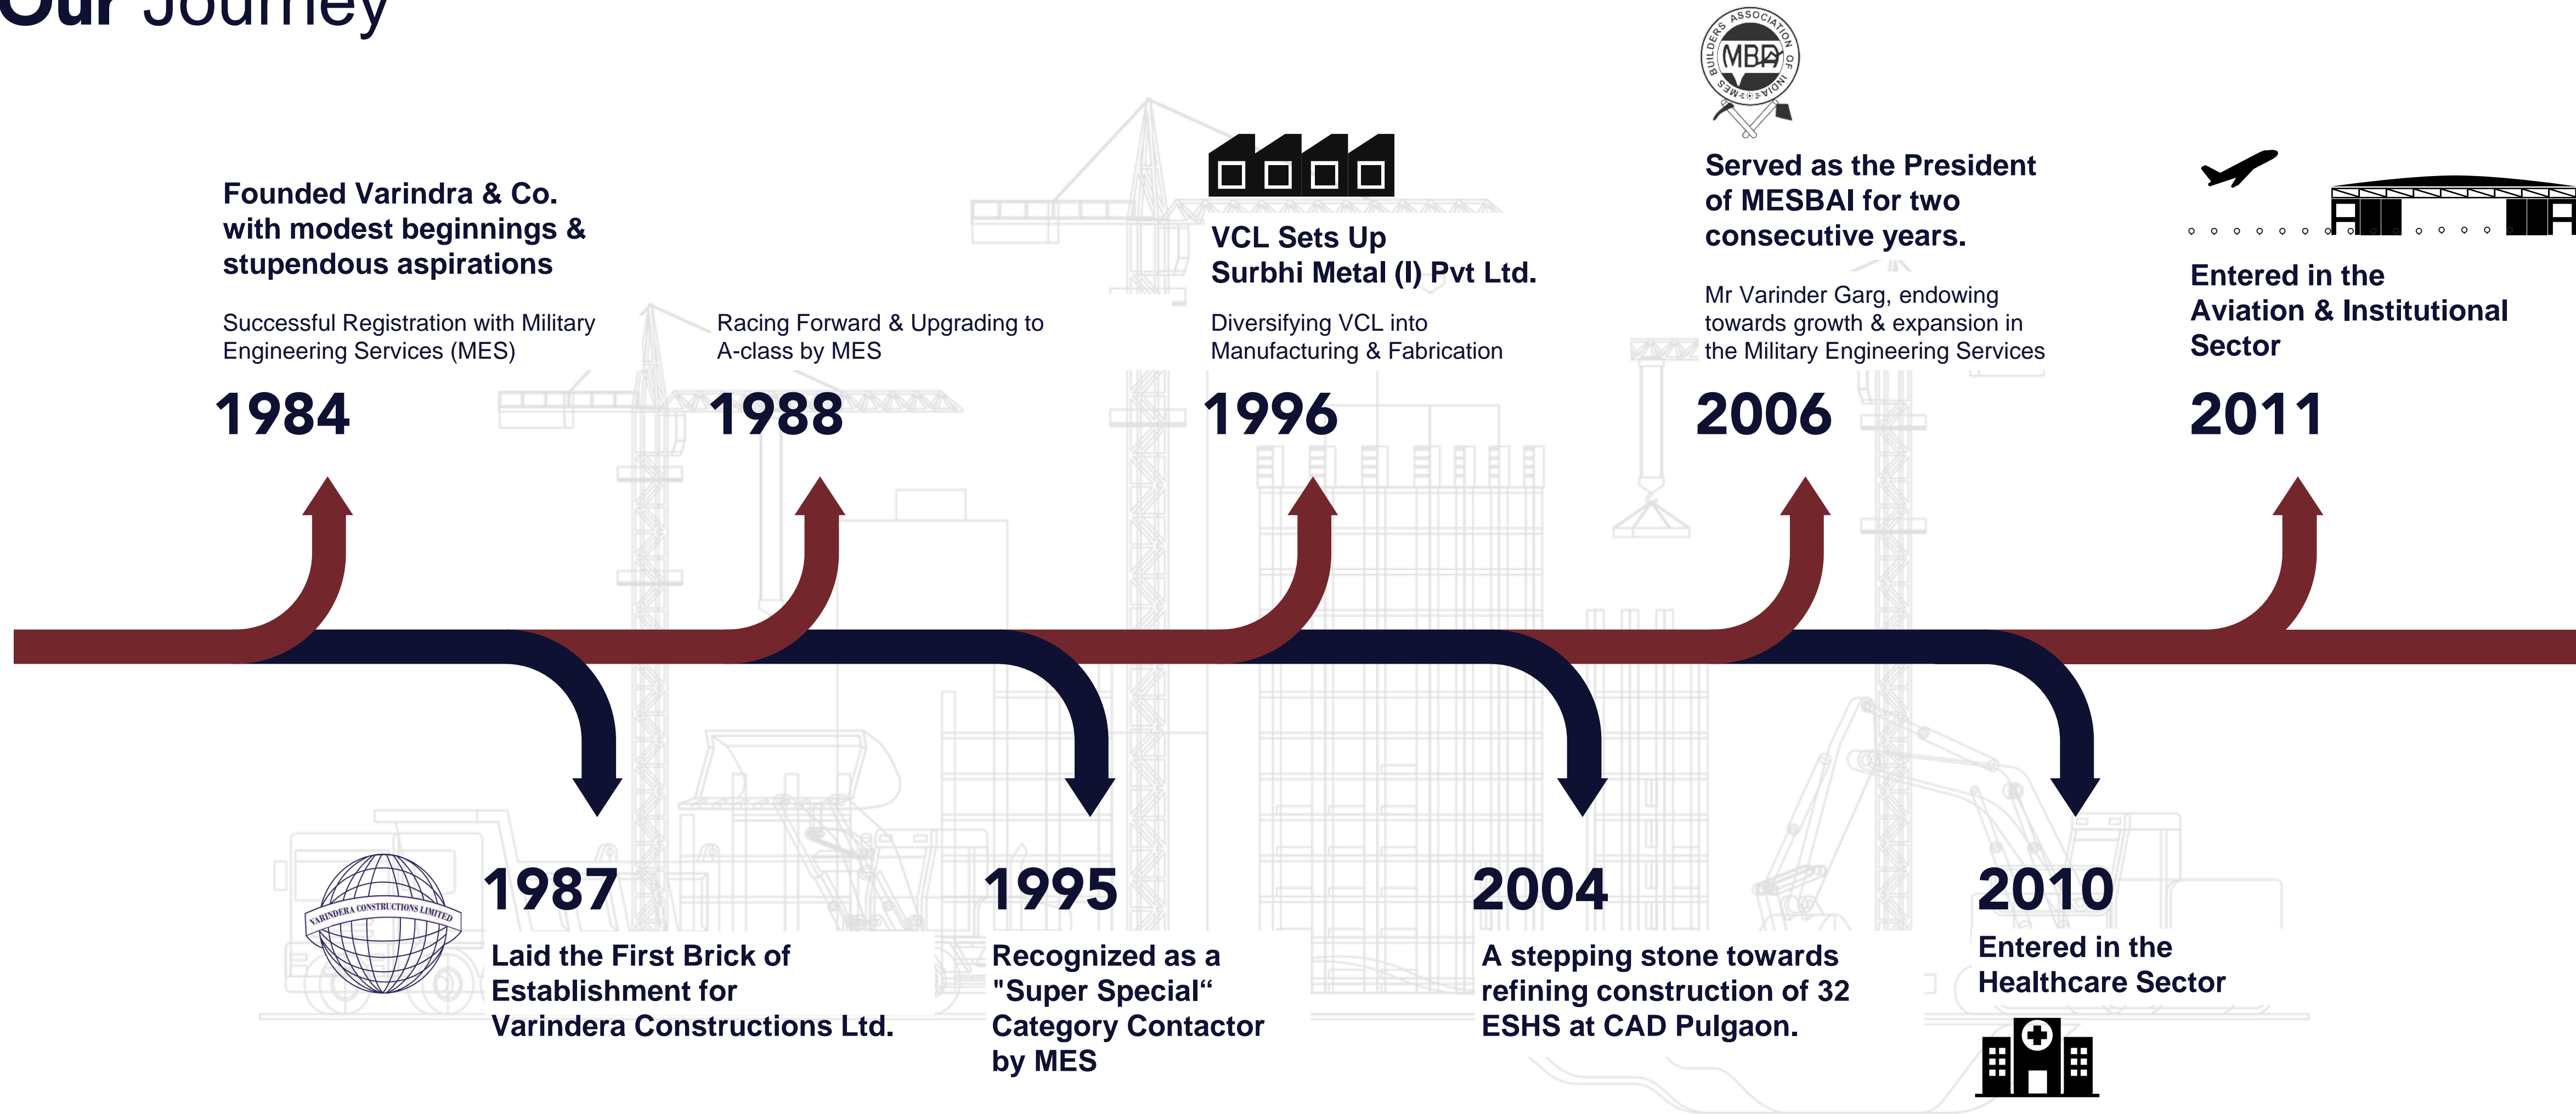 Our Journey
MES BUILDERS ASSOCIATION OF INDIA
MBA
Founded Varindra & Co.
with modest beginnings &
stupendous aspirations
Successful Registration with Military
Engineering Services (MES)
1984
Racing Forward & Upgrading to
A-class by MES
1988
VCL Sets Up
Surbhi Metal (I) Pvt Ltd.
Diversifying VCL into
Manufacturing & Fabrication
1996
Served as the President
of MESBAI for two
consecutive years.
Mr Varinder Garg, endowing
towards growth & expansion in
the Military Engineering Services
2006
Entered in the
Aviation & Institutional
Sector
2011
VARINDERA CONSTRUCTIONS LIMITED
1987
Laid the First Brick of
Establishment for
Varindera Constructions Ltd.
1995
Recognized as a
"Super Special“
Category Contactor
by MES
2004
A stepping stone towards
refining construction of 32
ESHS at CAD Pulgaon.
2010
Entered in the
Healthcare Sector